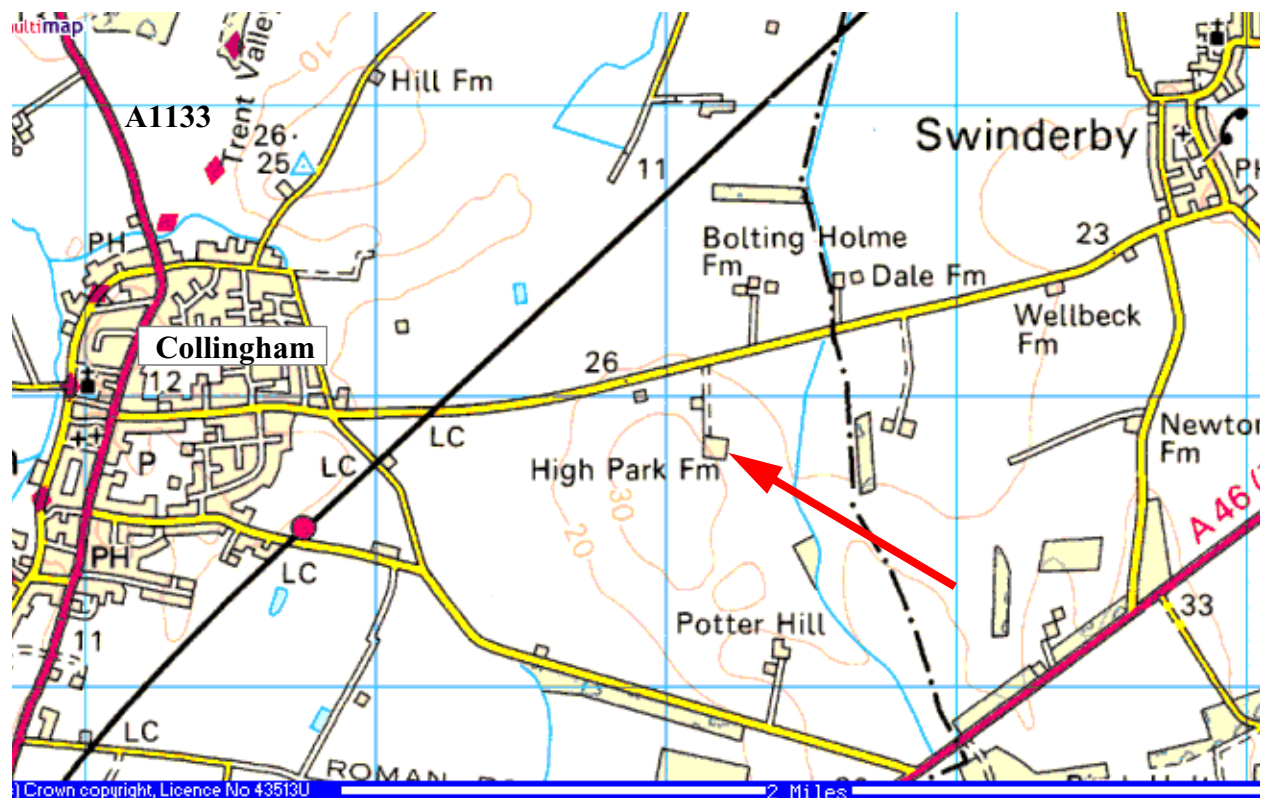 multimap
Trent Valley
10
Hill Fm
A1133
26
25
11
Swinderby
PH
PH
Bolting Holme
Fm
23
Dale Fm
Wellbeck
Fm
Collingham
12
26
LC
LC
P
High Park Fm
30
20
Newton
Fm
A 46
PH
LC
Potter Hill
33
11
LC
ROMAN
Crown copyright, Licence No 43513U
2 Miles